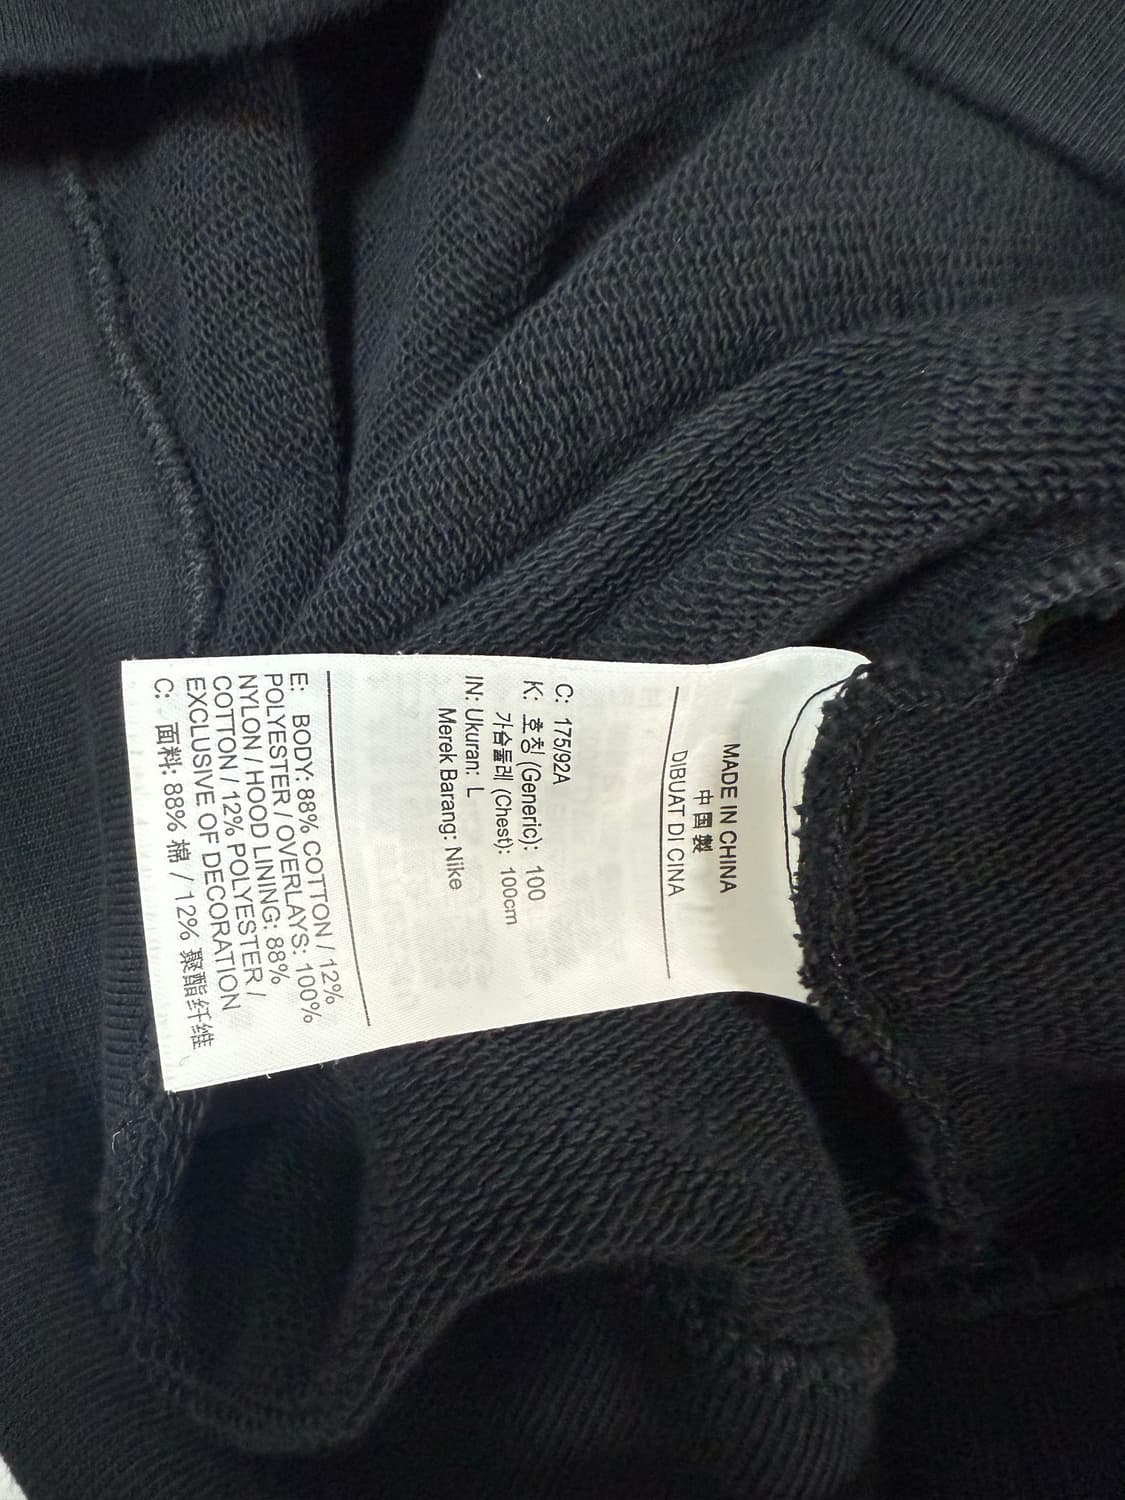 MADE IN CHINA
中国製
DIBUAT DI CINA
C: 175/92A
K: 호칭 (Generic): 100
가슴둘레 (Chest): 100cm
IN: Ukuran: L
Merek Barang: Nike
E: BODY: 88% COTTON / 12%
POLYESTER / OVERLAYS: 100%
NYLON / HOOD LINING: 88%
COTTON / 12% POLYESTER /
EXCLUSIVE OF DECORATION
C: 面料: 88% 棉 / 12% 聚酯纤维